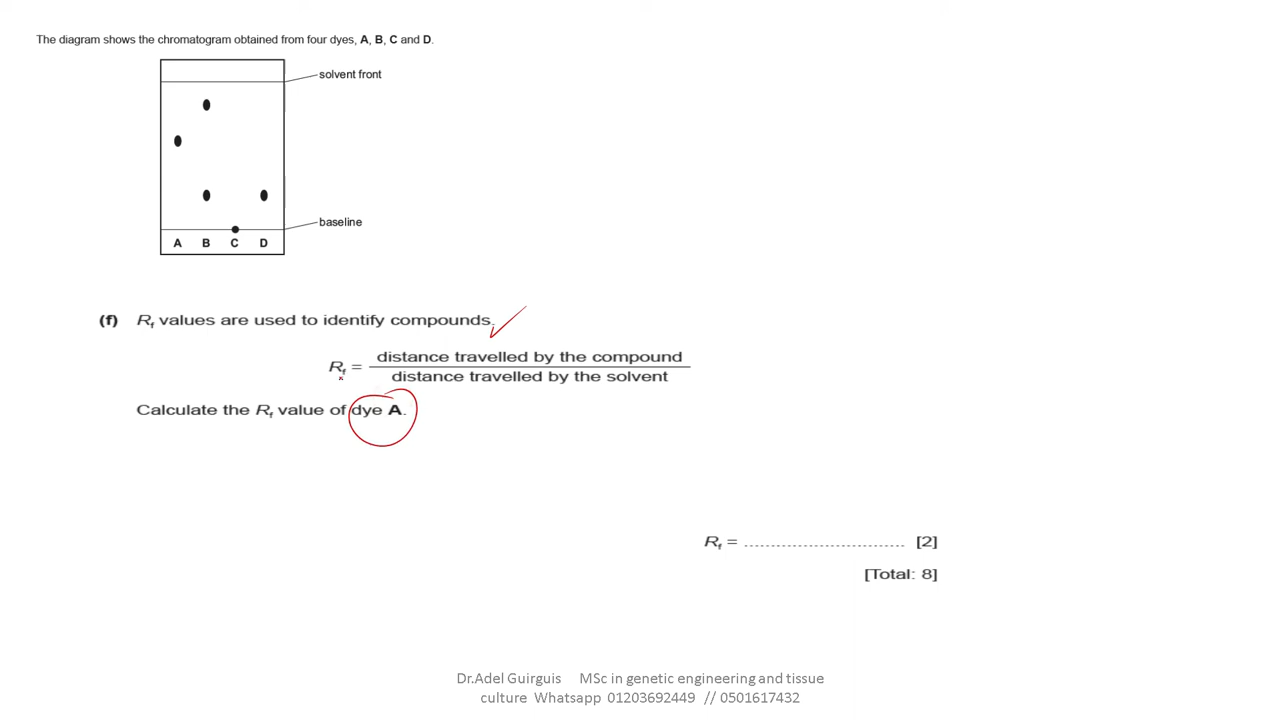 The diagram shows the chromatogram obtained from four dyes, A, B, C and D.
solvent front
baseline
A B C D
(f) Rf values are used to identify compounds.
Rf = distance travelled by the compound
distance travelled by the solvent
Calculate the Rf value of dye A.
Rf = ........................................ [2]
[Total: 8]
Dr.Adel Guirguis MSc in genetic engineering and tissue
culture Whatsapp 01203692449 // 0501617432